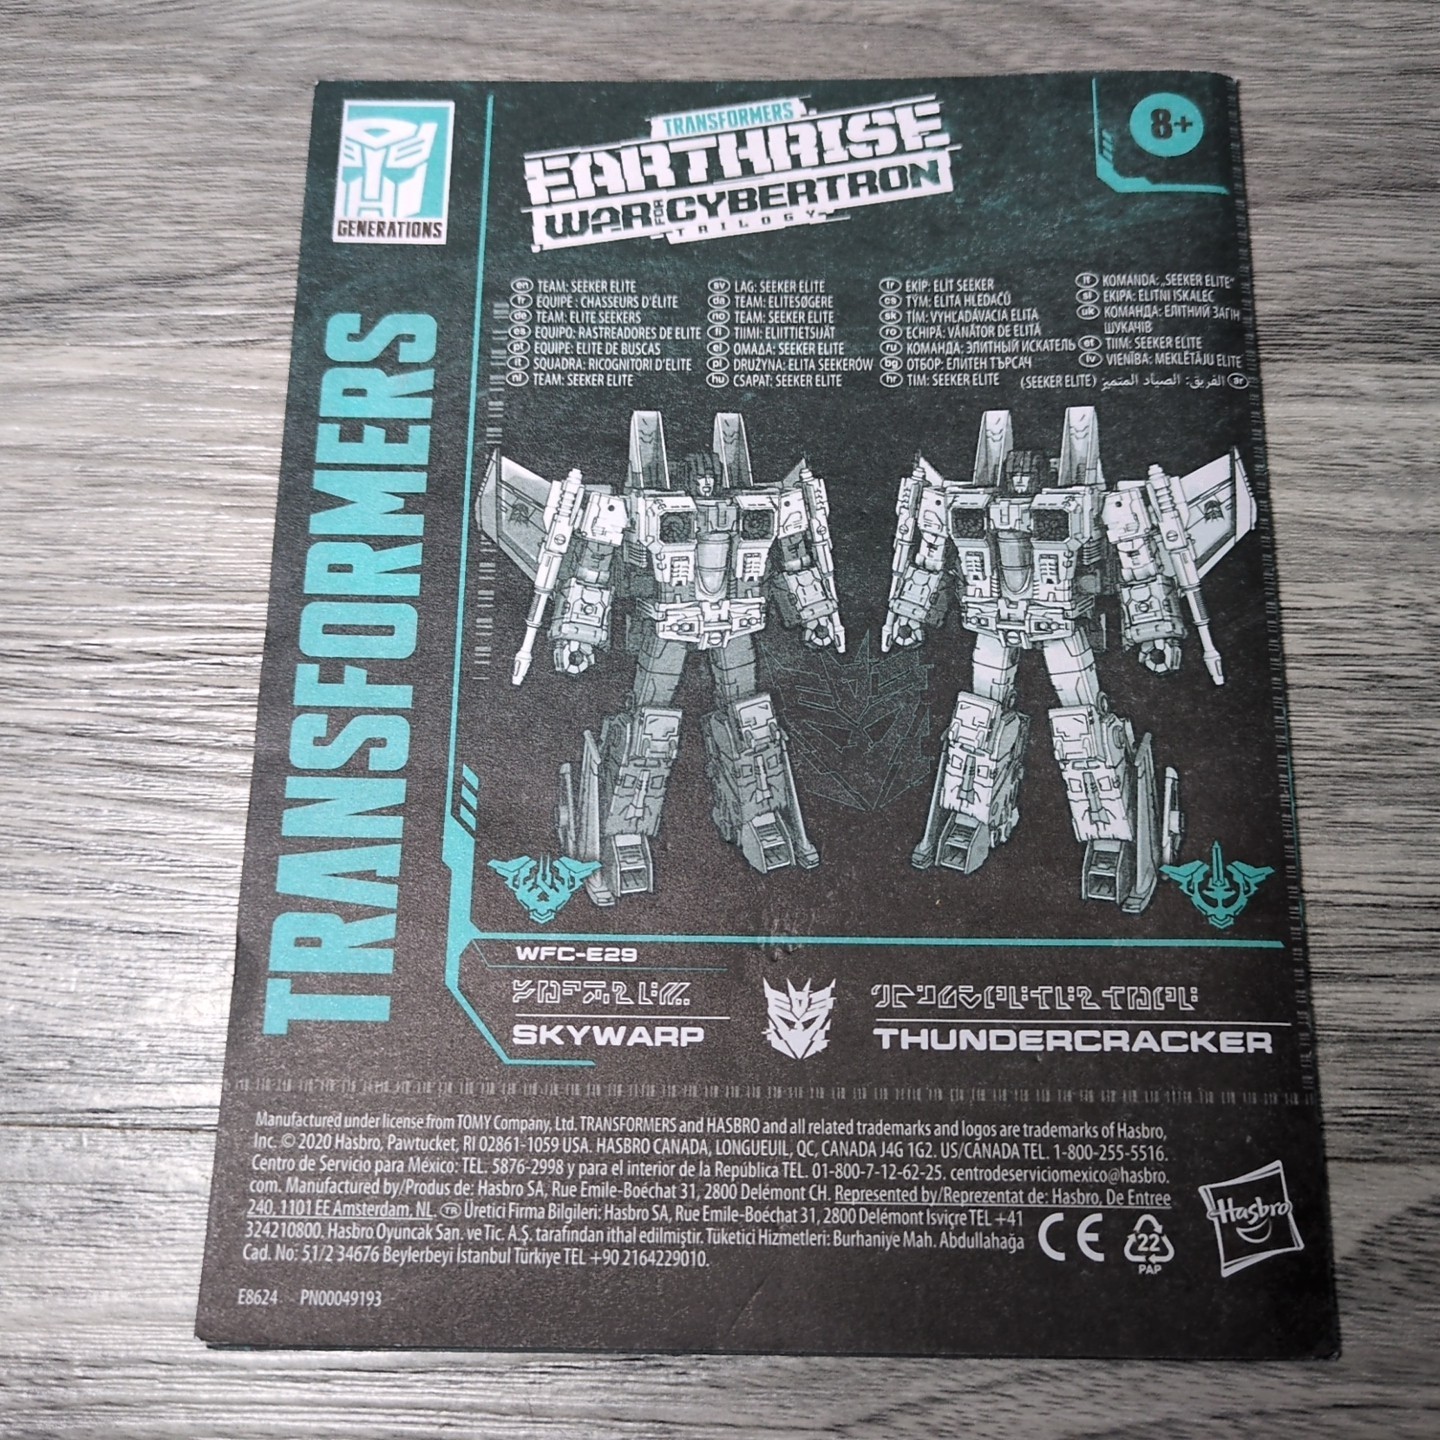 GENERATIONS
TRANSFORMERS
TRANSFORMERS
EARTHRISE
WAR FOR CYBERTRON
TRILOGY
8+
en TEAM: SEEKER ELITE
fr ÉQUIPE : CHASSEURS D'ÉLITE
de TEAM: ELITE SEEKERS
es EQUIPO: RASTREADORES DE ELITE
pt EQUIPE: ELITE DE BUSCAS
it SQUADRA: RICOGNITORI D'ELITE
nl TEAM: SEEKER ELITE
sv LAG: SEEKER ELITE
da TEAM: ELITESØGERE
no TEAM: SEEKER ELITE
fi TIIMI: ELIITTIETSIJÄT
el ΟΜΑΔΑ: SEEKER ELITE
pl DRUŻYNA: ELITA SEEKERÓW
hu CSAPAT: SEEKER ELITE
tr EKİP: ELİT SEEKER
cs TÝM: ELITA HLEDAČŮ
sk TÍM: VYHĽADÁVACIA ELITA
ro ECHIPA: VÂNĂTOR DE ELITĂ
ru КОМАНДА: ЭЛИТНЫЙ ИСКАТЕЛЬ
bg ОТБОР: ЕЛИТЕН ТЪРСАЧ
hr TIM: SEEKER ELITE
lt KOMANDA: „SEEKER ELITE“
sl EKIPA: ELITNI ISKALEC
uk КОМАНДА: ЕЛІТНИЙ ЗАГІН
ШУКАЧІВ
et TIIM: SEEKER ELITE
lv VIENĪBA: MEKLĒTĀJU ELITE
ar الفريق: الصياد المتميز (SEEKER ELITE)
WFC-E29
SKYWARP
THUNDERCRACKER
Manufactured under license from TOMY Company, Ltd. TRANSFORMERS and HASBRO and all related trademarks and logos are trademarks of Hasbro,
Inc. © 2020 Hasbro, Pawtucket, RI 02861-1059 USA. HASBRO CANADA, LONGUEUIL, QC, CANADA J4G 1G2. US/CANADA TEL. 1-800-255-5516.
Centro de Servicio para México: TEL. 5876-2998 y para el interior de la República TEL. 01-800-7-12-62-25. centrodeserviciomexico@hasbro.
com. Manufactured by/Produs de: Hasbro SA, Rue Emile-Boéchat 31, 2800 Delémont CH. Represented by/Reprezentat de: Hasbro, De Entree
240, 1101 EE Amsterdam, NL. TR Üretici Firma Bilgileri: Hasbro SA, Rue Emile-Boéchat 31, 2800 Delémont İsviçre TEL +41
324210800. Hasbro Oyuncak San. ve Tic. A.Ş. tarafından ithal edilmiştir. Tüketici Hizmetleri: Burhaniye Mah. Abdullahağa
Cad. No: 51/2 34676 Beylerbeyi İstanbul Türkiye TEL +90 2164229010.
CE
22
PAP
Hasbro
E8624 PN00049193